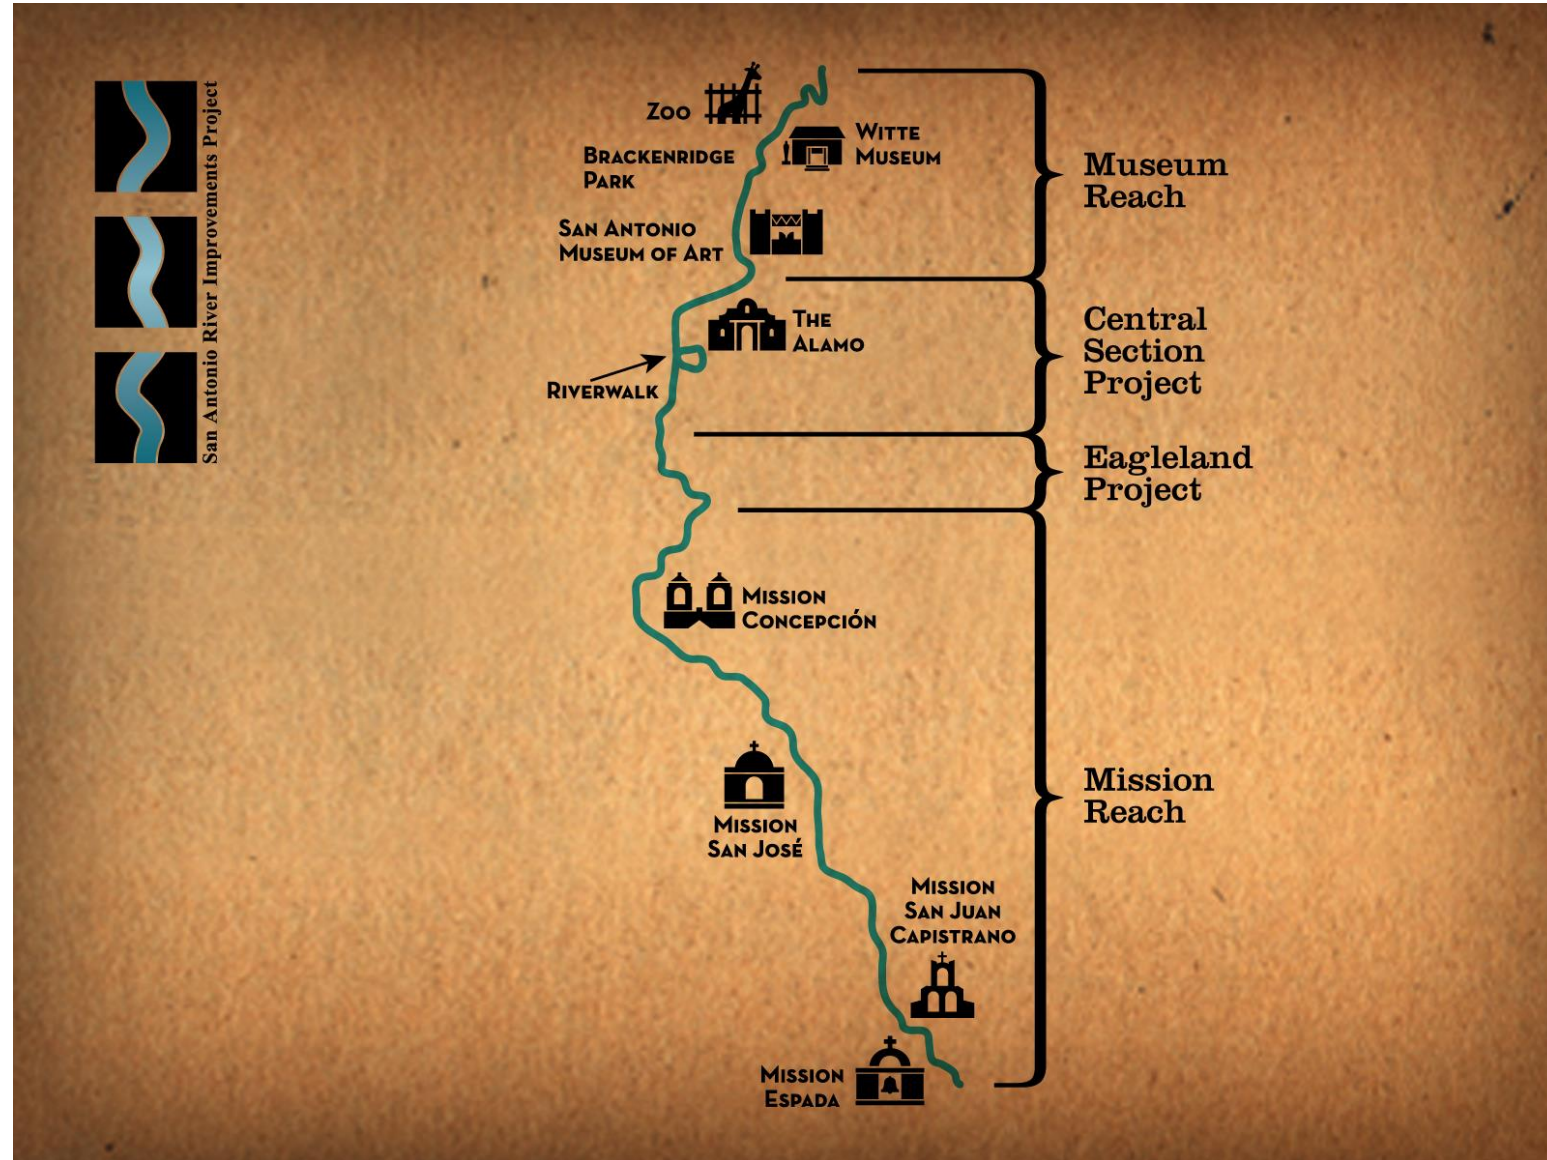 San Antonio River Improvements Project
Zoo
Witte
Museum
Brackenridge
Park
San Antonio
Museum of Art
The
Alamo
Riverwalk
Mission
Concepción
Mission
San José
Mission
San Juan
Capistrano
Mission
Espada
Museum
Reach
Central
Section
Project
Eagleland
Project
Mission
Reach